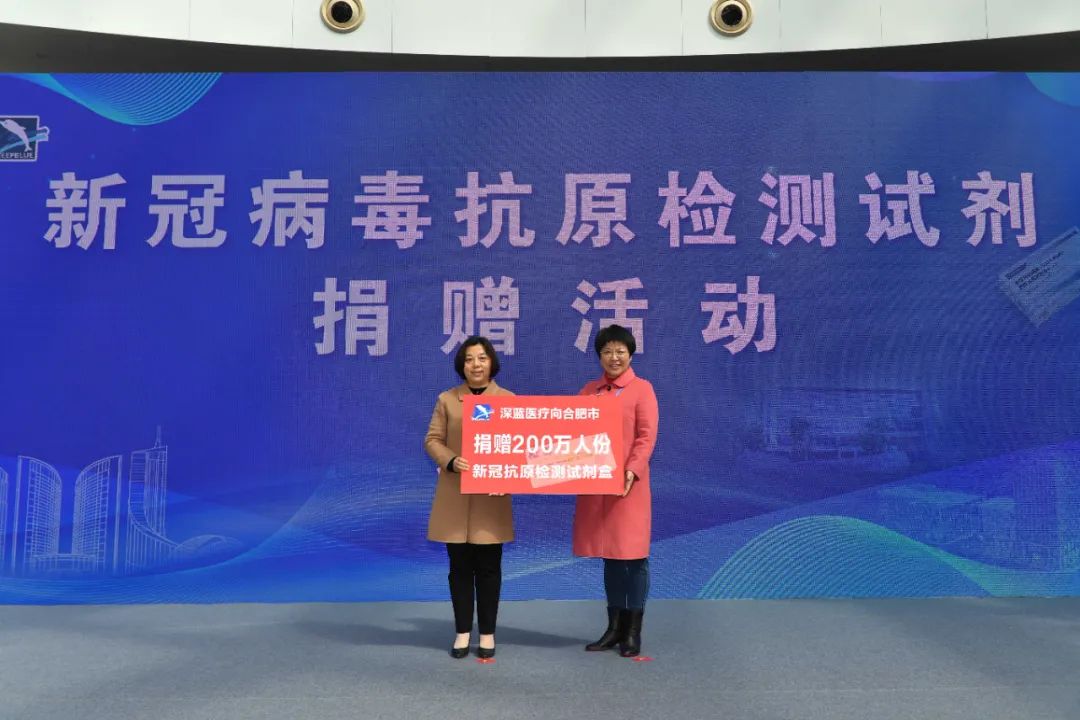 DEEPBLUE
新冠病毒抗原检测试剂
捐赠活动
深蓝医疗向合肥市
捐赠200万人份
新冠抗原检测试剂盒